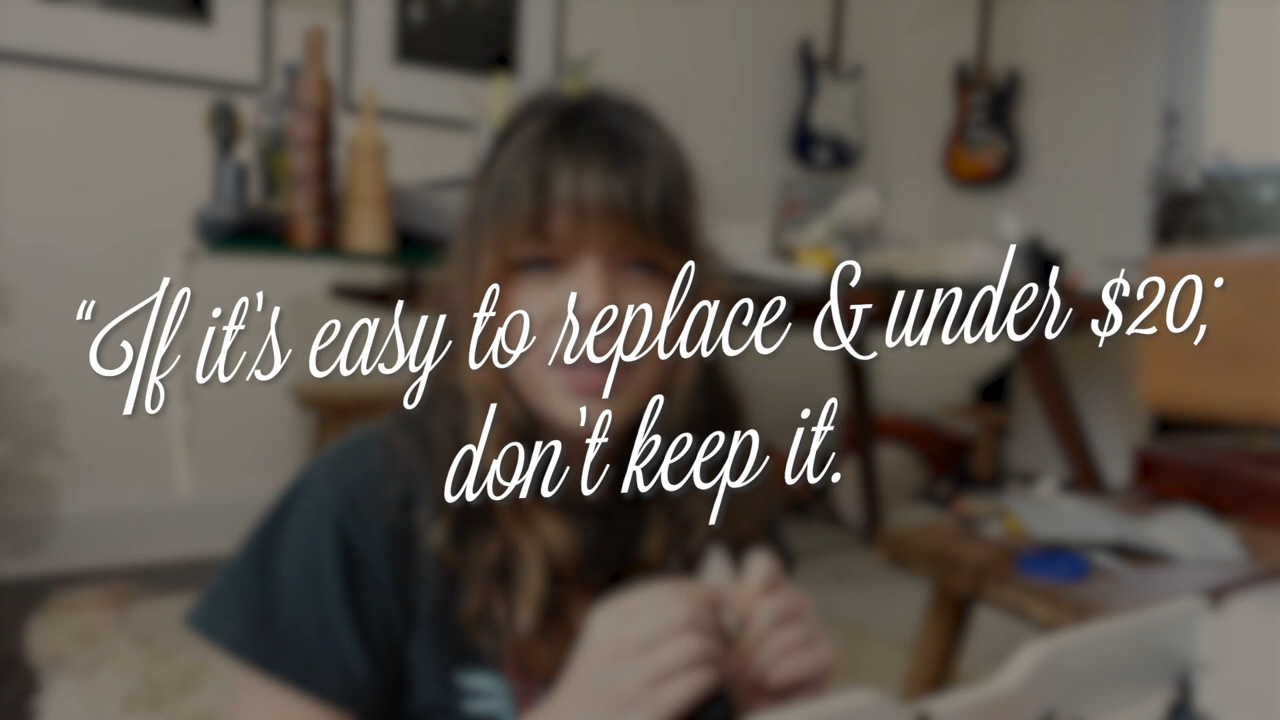 “If it's easy to replace & under $20;
don't keep it.